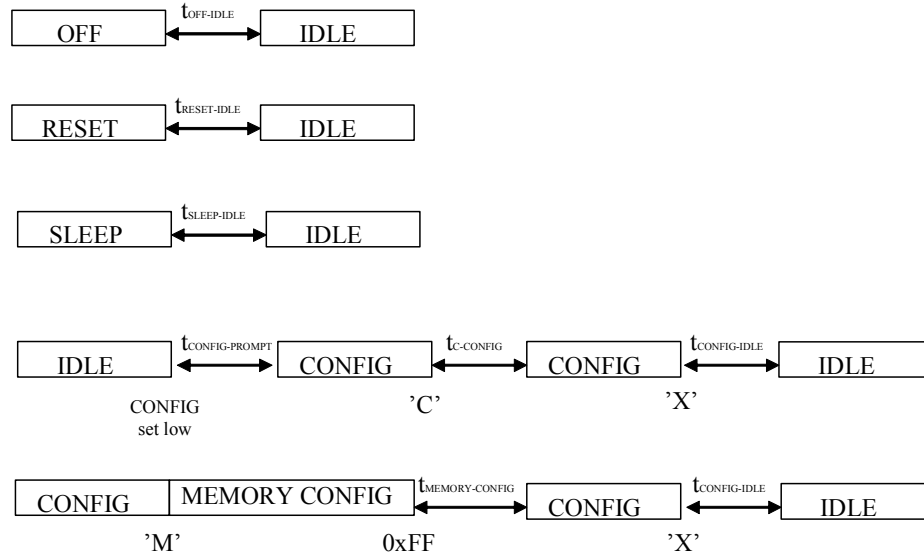 tOFF-IDLE
OFF IDLE
tRESET-IDLE
RESET IDLE
tSLEEP-IDLE
SLEEP IDLE
tCONFIG-PROMPT tC-CONFIG tCONFIG-IDLE
IDLE CONFIG CONFIG IDLE
CONFIG
set low
’C’ ’X’
tMEMORY-CONFIG tCONFIG-IDLE
CONFIG MEMORY CONFIG CONFIG IDLE
’M’ 0xFF ’X’